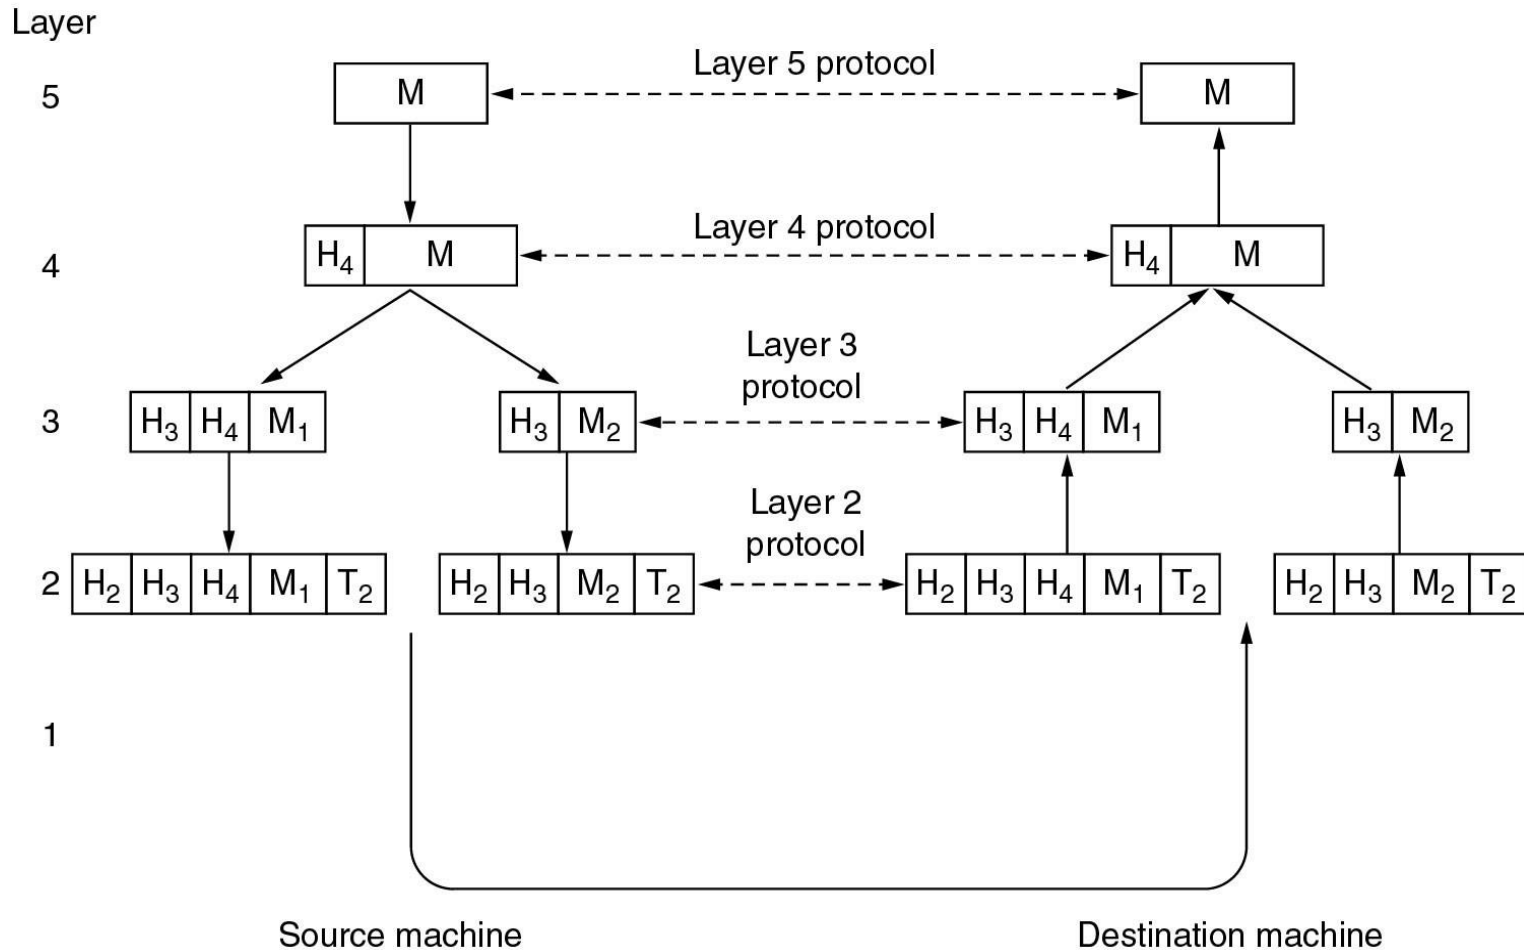 Layer
5 M Layer 5 protocol M
4 H₄ M Layer 4 protocol H₄ M
Layer 3
protocol
3 H₃ H₄ M₁ H₃ M₂ H₃ H₄ M₁ H₃ M₂
Layer 2
protocol
2 H₂ H₃ H₄ M₁ T₂ H₂ H₃ M₂ T₂ H₂ H₃ H₄ M₁ T₂ H₂ H₃ M₂ T₂
1
Source machine Destination machine